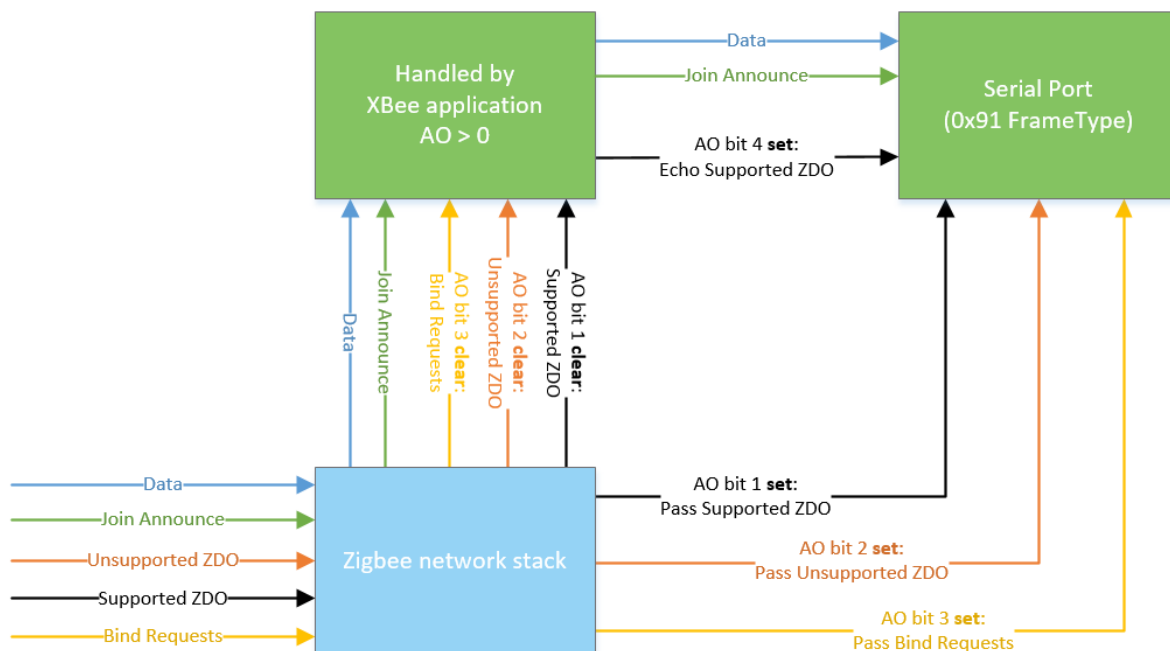 Handled by
XBee application
AO > 0
Data
Join Announce
AO bit 4 set:
Echo Supported ZDO
Serial Port
(0x91 FrameType)
Data
Join Announce
AO bit 3 clear:
Bind Requests
AO bit 2 clear:
Unsupported ZDO
AO bit 1 clear:
Supported ZDO
Data
Join Announce
Unsupported ZDO
Supported ZDO
Bind Requests
Zigbee network stack
AO bit 1 set:
Pass Supported ZDO
AO bit 2 set:
Pass Unsupported ZDO
AO bit 3 set:
Pass Bind Requests